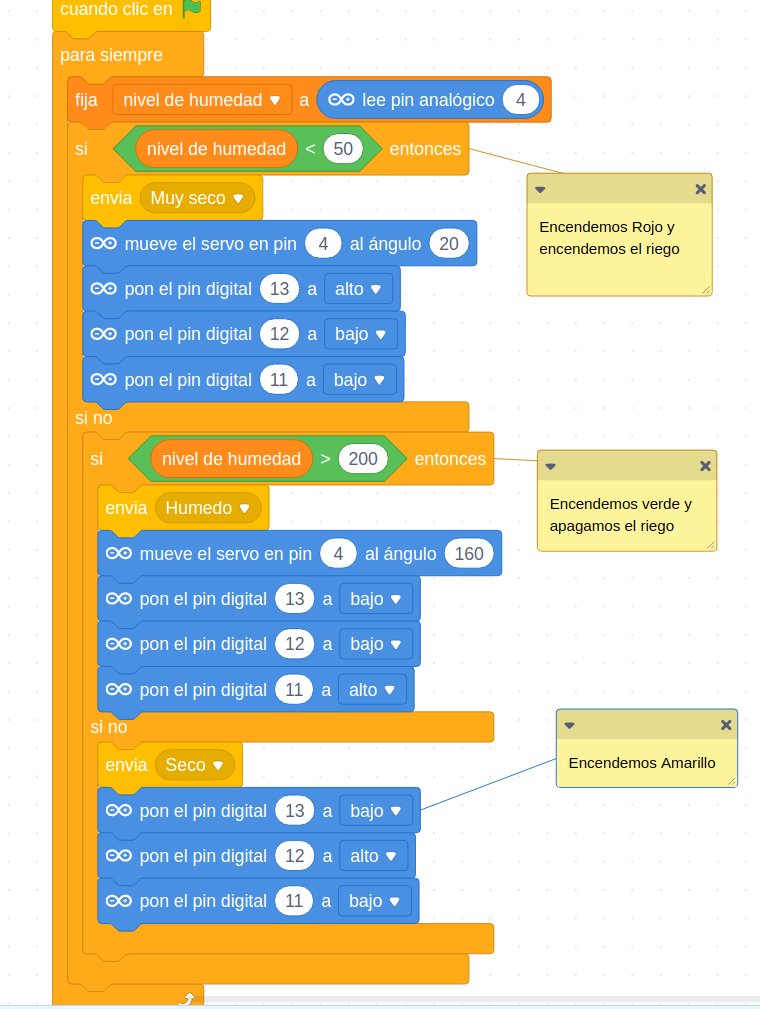 cuando clic en
para siempre
fija nivel de humedad a lee pin analógico 4
si nivel de humedad < 50 entonces
envia Muy seco
mueve el servo en pin 4 al ángulo 20
pon el pin digital 13 a alto
pon el pin digital 12 a bajo
pon el pin digital 11 a bajo
si no
si nivel de humedad > 200 entonces
envia Humedo
mueve el servo en pin 4 al ángulo 160
pon el pin digital 13 a bajo
pon el pin digital 12 a bajo
pon el pin digital 11 a alto
si no
envia Seco
pon el pin digital 13 a bajo
pon el pin digital 12 a alto
pon el pin digital 11 a bajo
Encendemos Rojo y
encendemos el riego
Encendemos verde y
apagamos el riego
Encendemos Amarillo